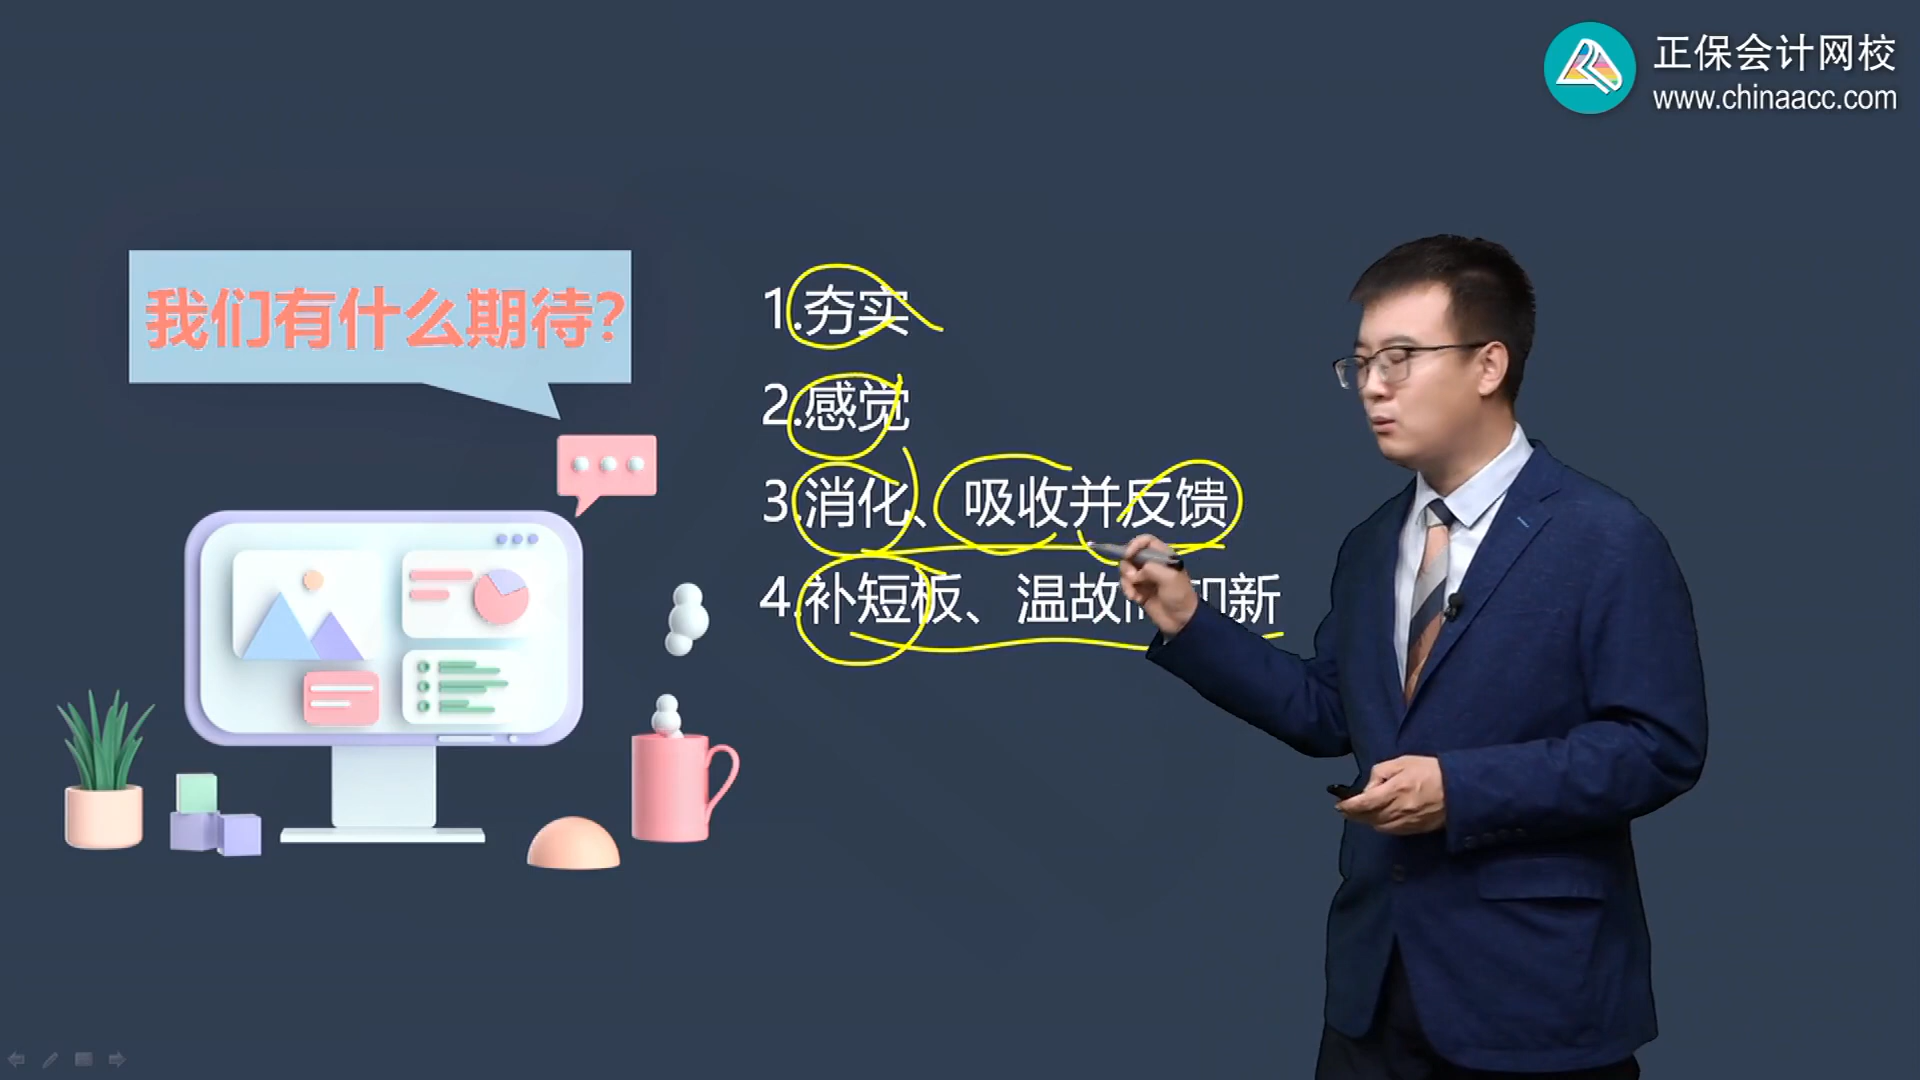 正保会计网校
www.chinaacc.com
我们有什么期待?
1.夯实
2.感觉
3.消化、吸收并反馈
4.补短板、温故 新